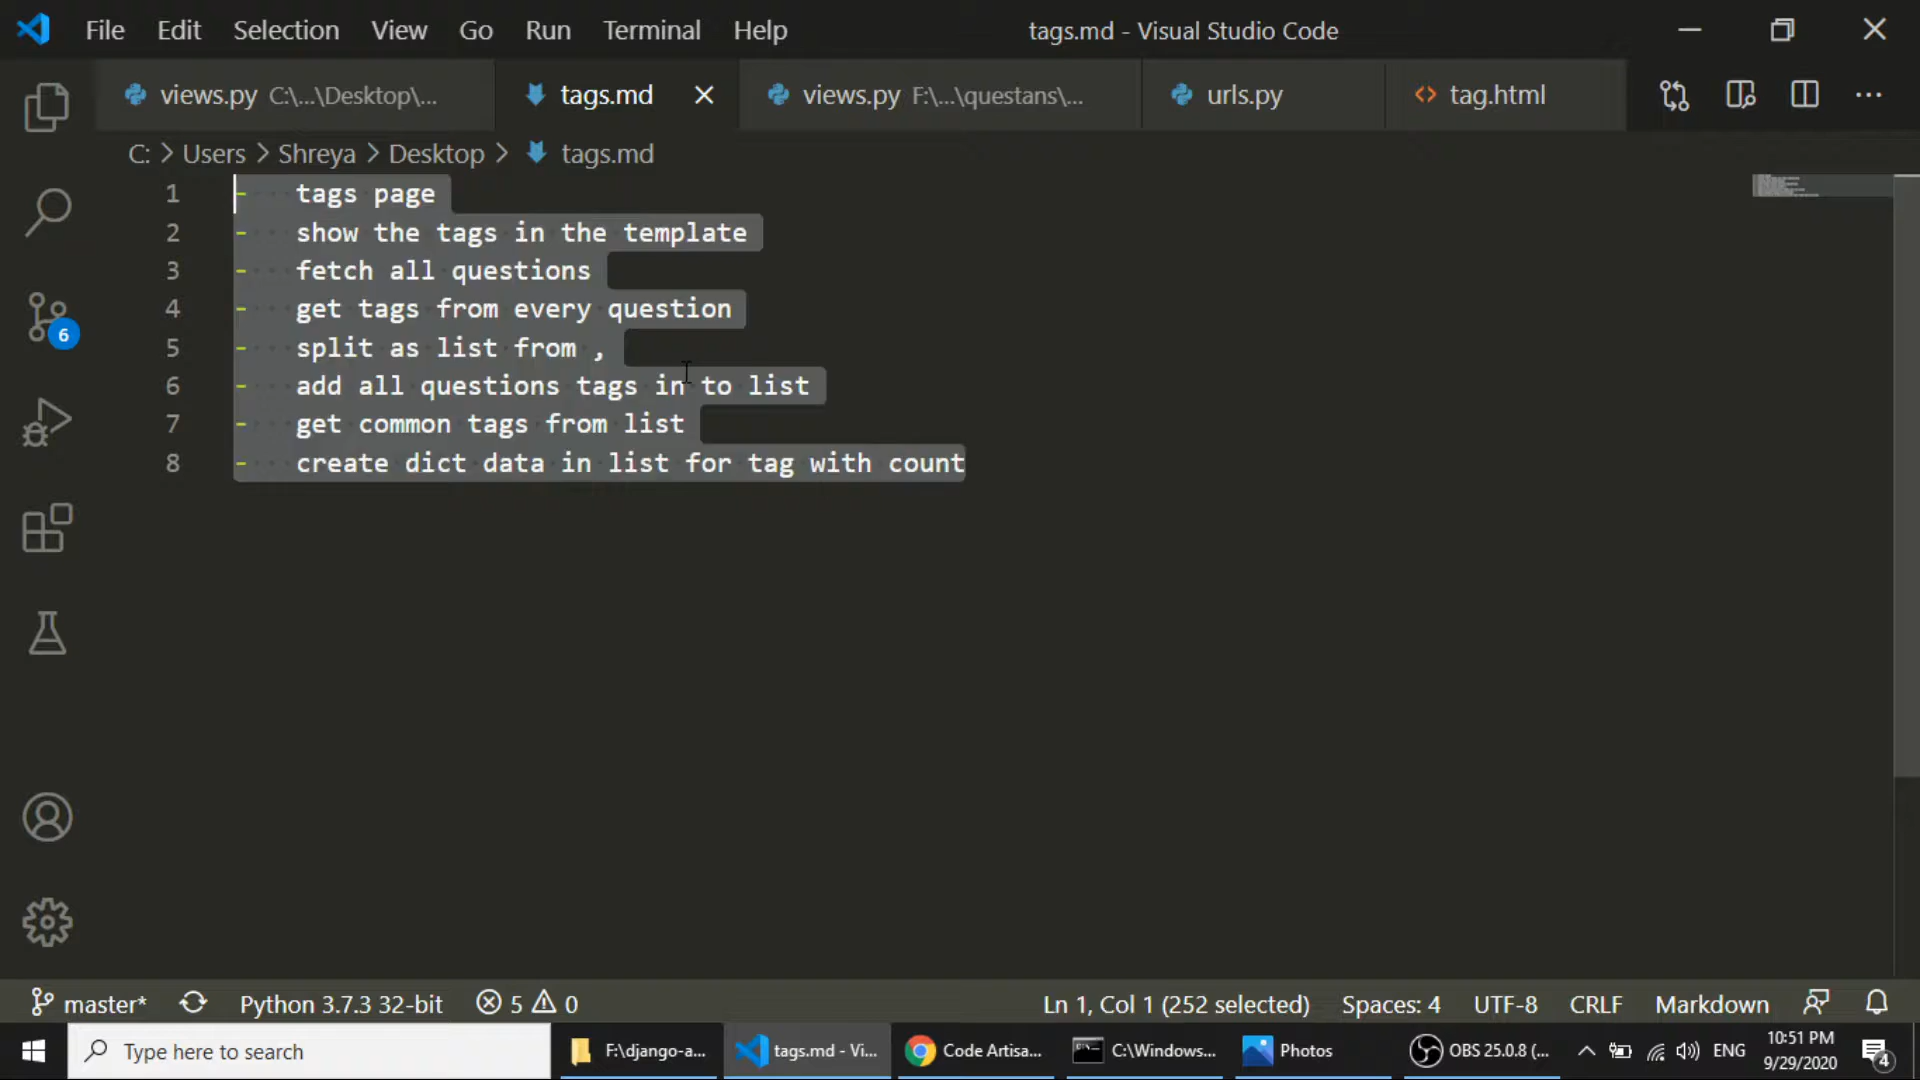 File Edit Selection View Go Run Terminal Help tags.md - Visual Studio Code
views.py C:\...\Desktop\... tags.md views.py F:\...\questans\... urls.py <> tag.html ...
C: > Users > Shreya > Desktop > tags.md
1 - tags page
2 - show the tags in the template
3 - fetch all questions
4 - get tags from every question
5 - split as list from ,
6 - add all questions tags in to list
7 - get common tags from list
8 - create dict data in list for tag with count
6
master* Python 3.7.3 32-bit 5 0 Ln 1, Col 1 (252 selected) Spaces: 4 UTF-8 CRLF Markdown
Type here to search F:\django-a... tags.md - Vi... Code Artisa... C:\Windows... Photos OBS 25.0.8 (... ENG 10:51 PM
9/29/2020 4